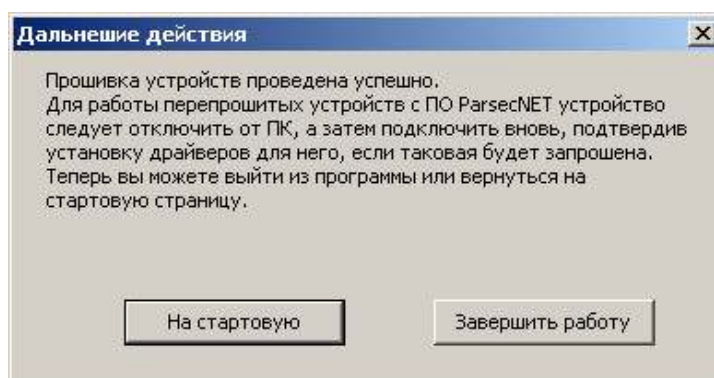 Дальнешие действия
Прошивка устройств проведена успешно.
Для работы перепрошитых устройств с ПО ParsecNET устройство
следует отключить от ПК, а затем подключить вновь, подтвердив
установку драйверов для него, если таковая будет запрошена.
Теперь вы можете выйти из программы или вернуться на
стартовую страницу.
На стартовую
Завершить работу